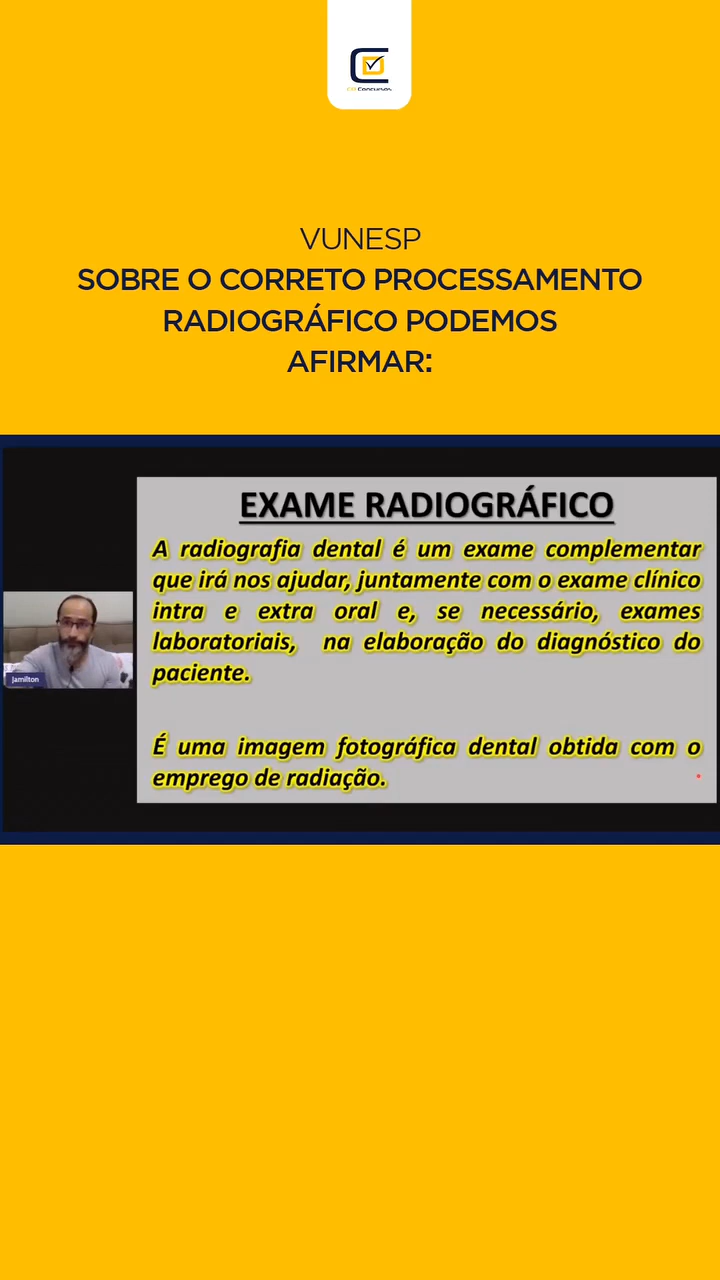 VUNESP
SOBRE O CORRETO PROCESSAMENTO
RADIOGRÁFICO PODEMOS
AFIRMAR:
EXAME RADIOGRÁFICO
A radiografia dental é um exame complementar
que irá nos ajudar, juntamente com o exame clínico
intra e extra oral e, se necessário, exames
laboratoriais, na elaboração do diagnóstico do
paciente.
É uma imagem fotográfica dental obtida com o
emprego de radiação.
Jamilton